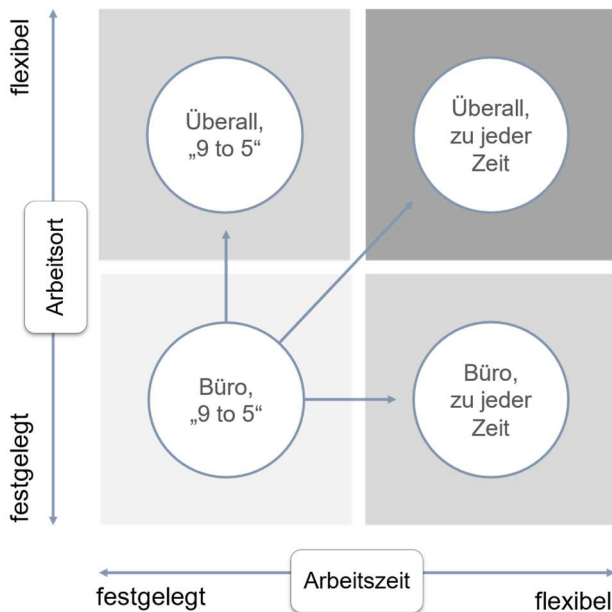 flexibel
Arbeitsort
festgelegt
Überall,
„9 to 5“
Überall,
zu jeder
Zeit
Büro,
„9 to 5“
Büro,
zu jeder
Zeit
festgelegt
Arbeitszeit
flexibel